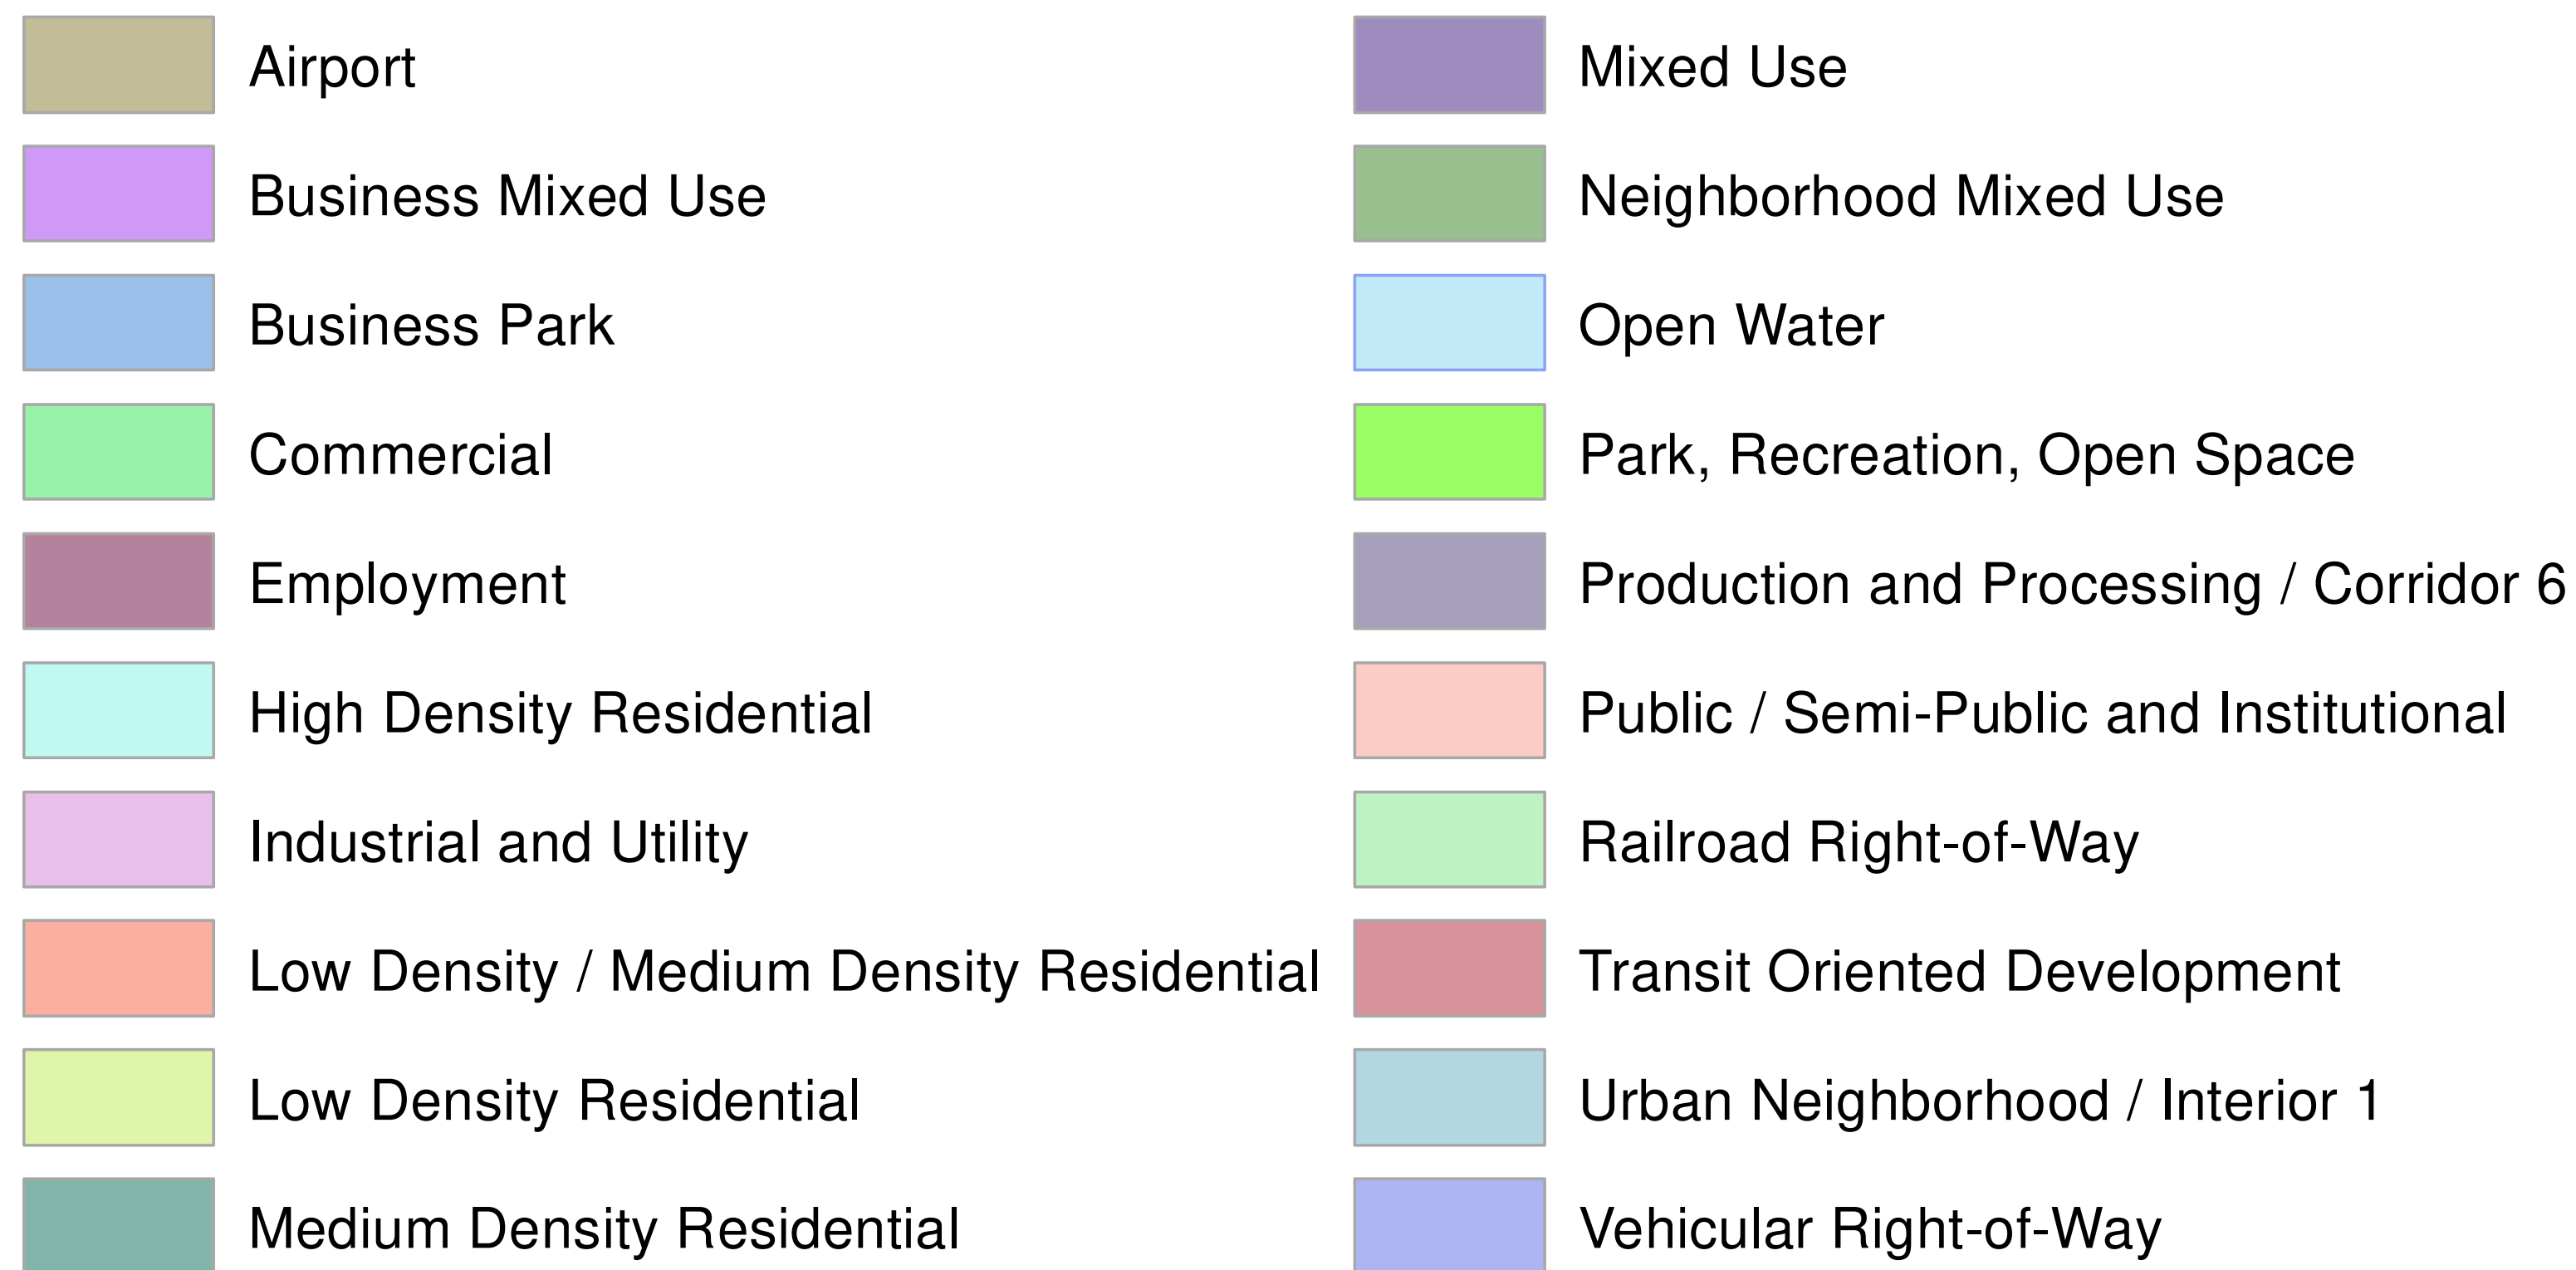 Airport
Business Mixed Use
Business Park
Commercial
Employment
High Density Residential
Industrial and Utility
Low Density / Medium Density Residential
Low Density Residential
Medium Density Residential
Mixed Use
Neighborhood Mixed Use
Open Water
Park, Recreation, Open Space
Production and Processing / Corridor 6
Public / Semi-Public and Institutional
Railroad Right-of-Way
Transit Oriented Development
Urban Neighborhood / Interior 1
Vehicular Right-of-Way